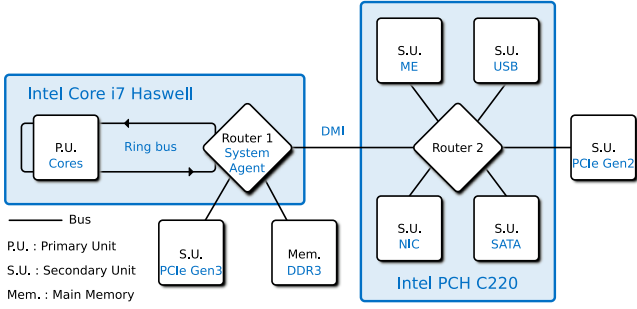 Intel Core i7 Haswell
P.U.
Cores
Ring bus
Router 1
System
Agent
DMI
S.U.
ME
S.U.
USB
Router 2
S.U.
PCIe Gen2
S.U.
NIC
S.U.
SATA
Intel PCH C220
S.U.
PCIe Gen3
Mem.
DDR3
Bus
P.U. : Primary Unit
S.U. : Secondary Unit
Mem. : Main Memory